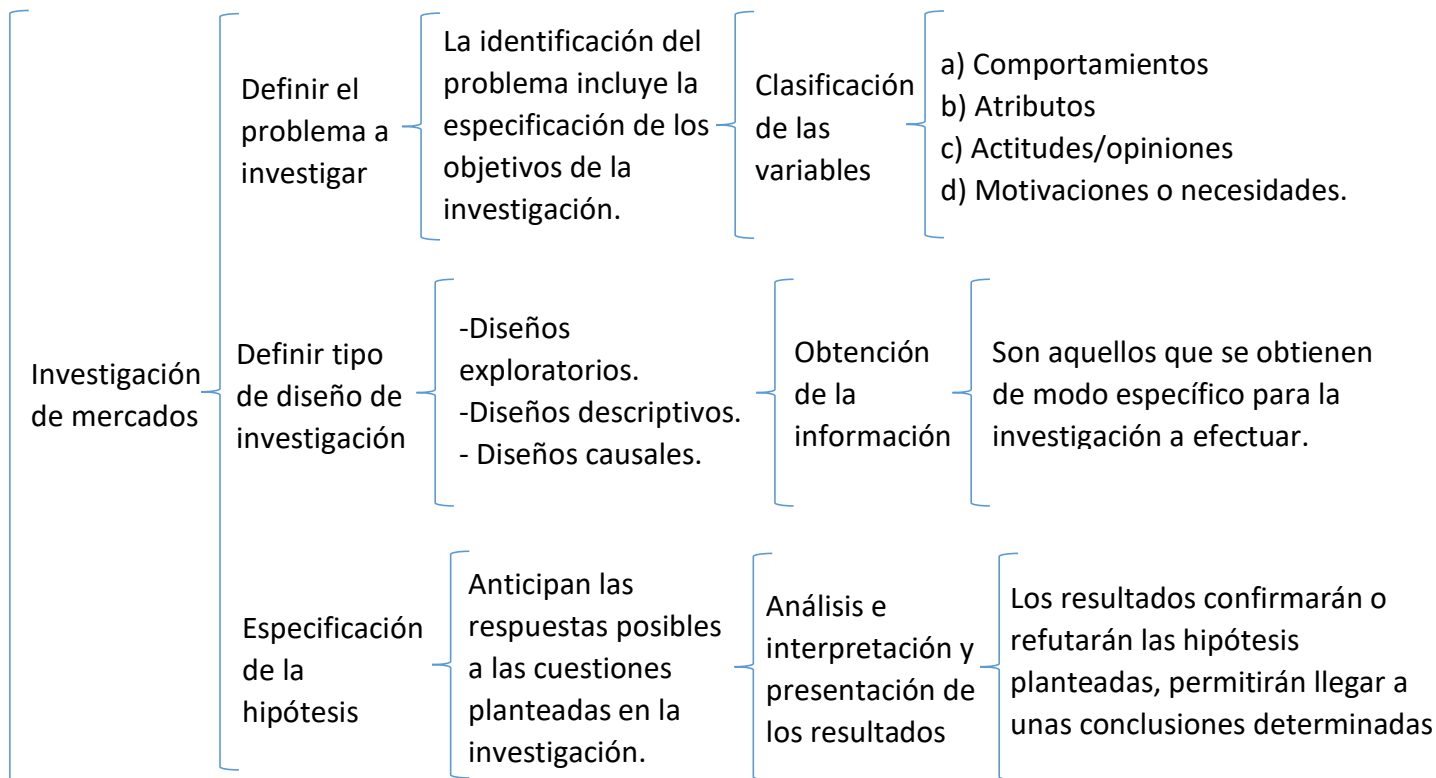 Investigación
de mercados
Definir el
problema a
investigar
La identificación del
problema incluye la
especificación de los
objetivos de la
investigación.
Clasificación
de las
variables
a) Comportamientos
b) Atributos
c) Actitudes/opiniones
d) Motivaciones o necesidades.
Definir tipo
de diseño de
investigación
-Diseños
exploratorios.
-Diseños descriptivos.
- Diseños causales.
Obtención
de la
información
Son aquellos que se obtienen
de modo específico para la
investigación a efectuar.
Especificación
de la
hipótesis
Anticipan las
respuestas posibles
a las cuestiones
planteadas en la
investigación.
Análisis e
interpretación y
presentación de
los resultados
Los resultados confirmarán o
refutarán las hipótesis
planteadas, permitirán llegar a
unas conclusiones determinadas